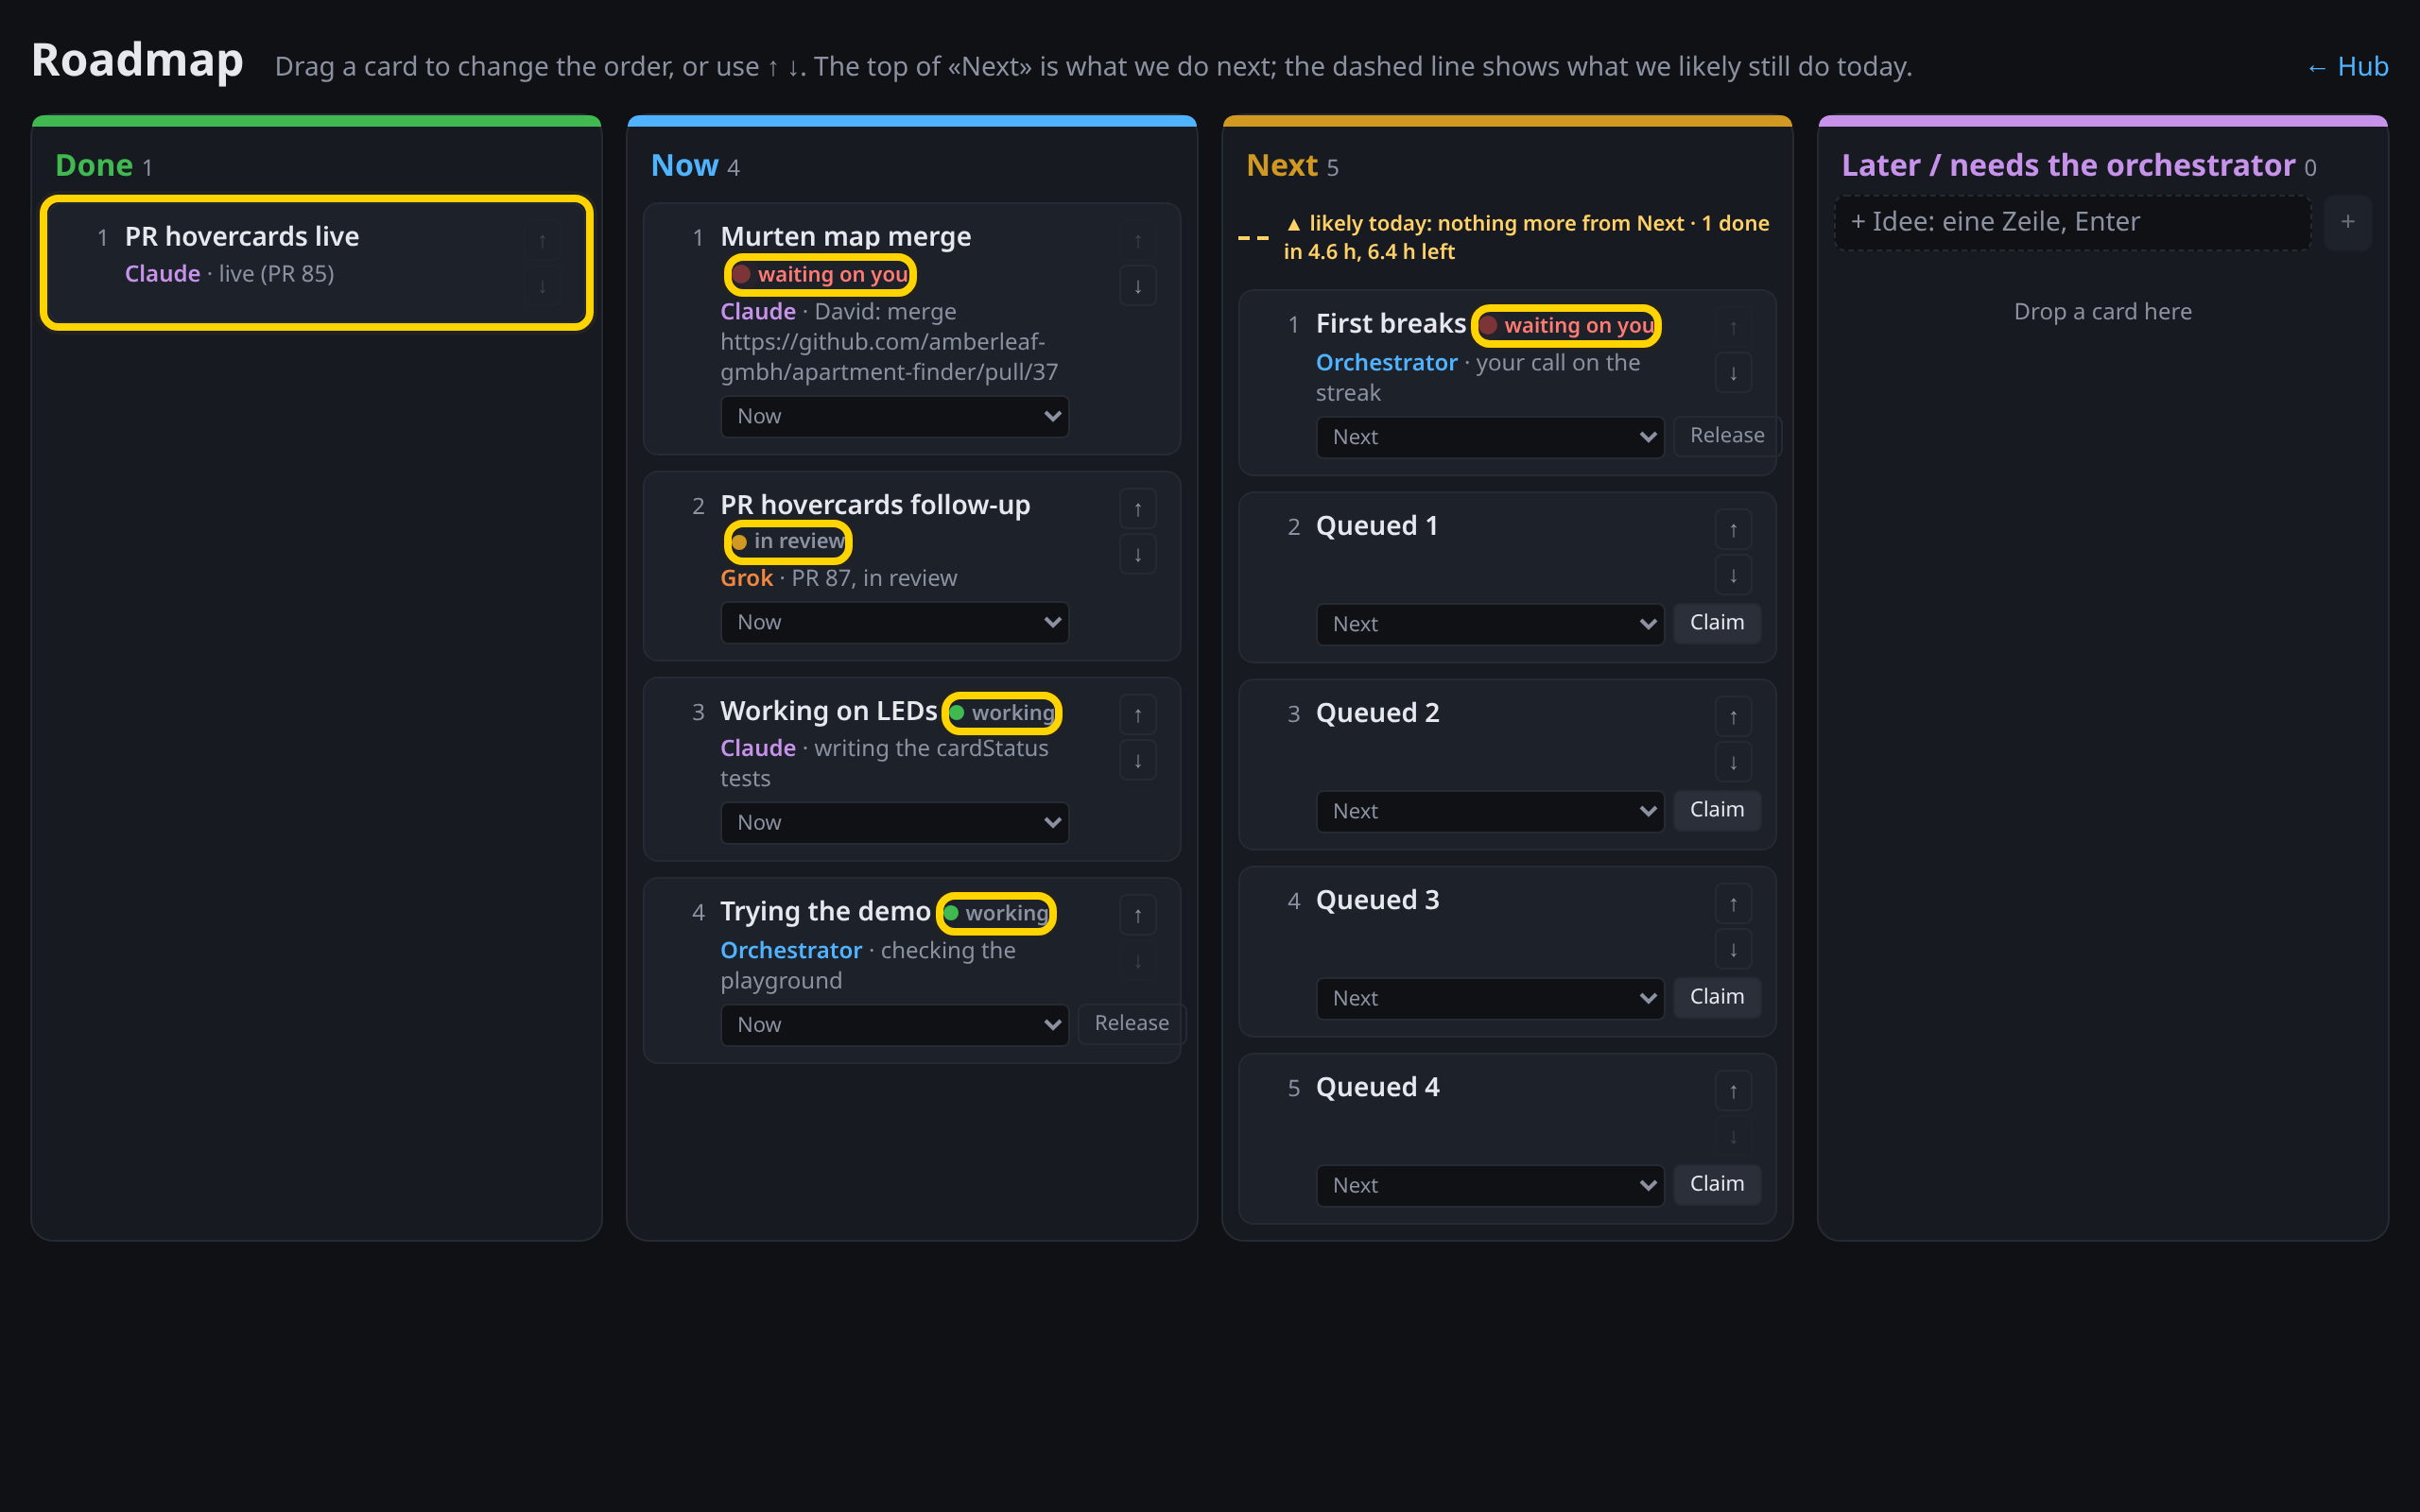 Roadmap
Drag a card to change the order, or use ↑ ↓. The top of «Next» is what we do next; the dashed line shows what we likely still do today.
← Hub
Done 1
1 PR hovercards live
↑
Claude · live (PR 85)
↓
Now 4
1 Murten map merge
↑
waiting on you
↓
Claude · David: merge
https://github.com/amberleaf-
gmbh/apartment-finder/pull/37
Now
2 PR hovercards follow-up
↑
in review
↓
Grok · PR 87, in review
Now
3 Working on LEDs working
↑
Claude · writing the cardStatus
tests
↓
Now
4 Trying the demo working
↑
Orchestrator · checking the
playground
↓
Now
Release
Next 5
▲ likely today: nothing more from Next · 1 done
in 4.6 h, 6.4 h left
1 First breaks waiting on you
↑
Orchestrator · your call on the
streak
↓
Next
Release
2 Queued 1
↑
↓
Next
Claim
3 Queued 2
↑
↓
Next
Claim
4 Queued 3
↑
↓
Next
Claim
5 Queued 4
↑
↓
Next
Claim
Later / needs the orchestrator 0
+ Idee: eine Zeile, Enter
+
Drop a card here